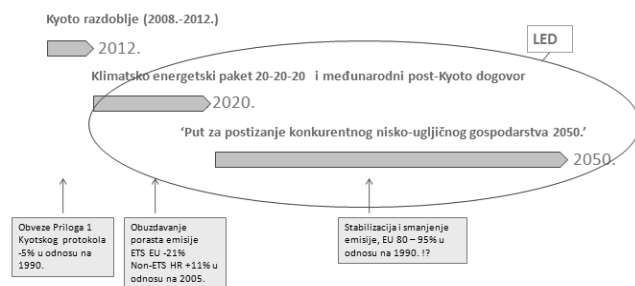 Kyoto razdoblje (2008.-2012.)
2012.
LED
Klimatsko energetski paket 20-20-20 i međunarodni post-Kyoto dogovor
2020.
‘Put za postizanje konkurentnog nisko-ugljičnog gospodarstva 2050.’
2050.
Obveze Priloga 1
Kyotskog protokola
-5% u odnosu na
1990.
Obuzdavanje
porasta emisije
ETS EU -21%
Non-ETS HR +11% u
odnosu na 2005.
Stabilizacija i smanjenje
emisije, EU 80 – 95% u
odnosu na 1990. !?